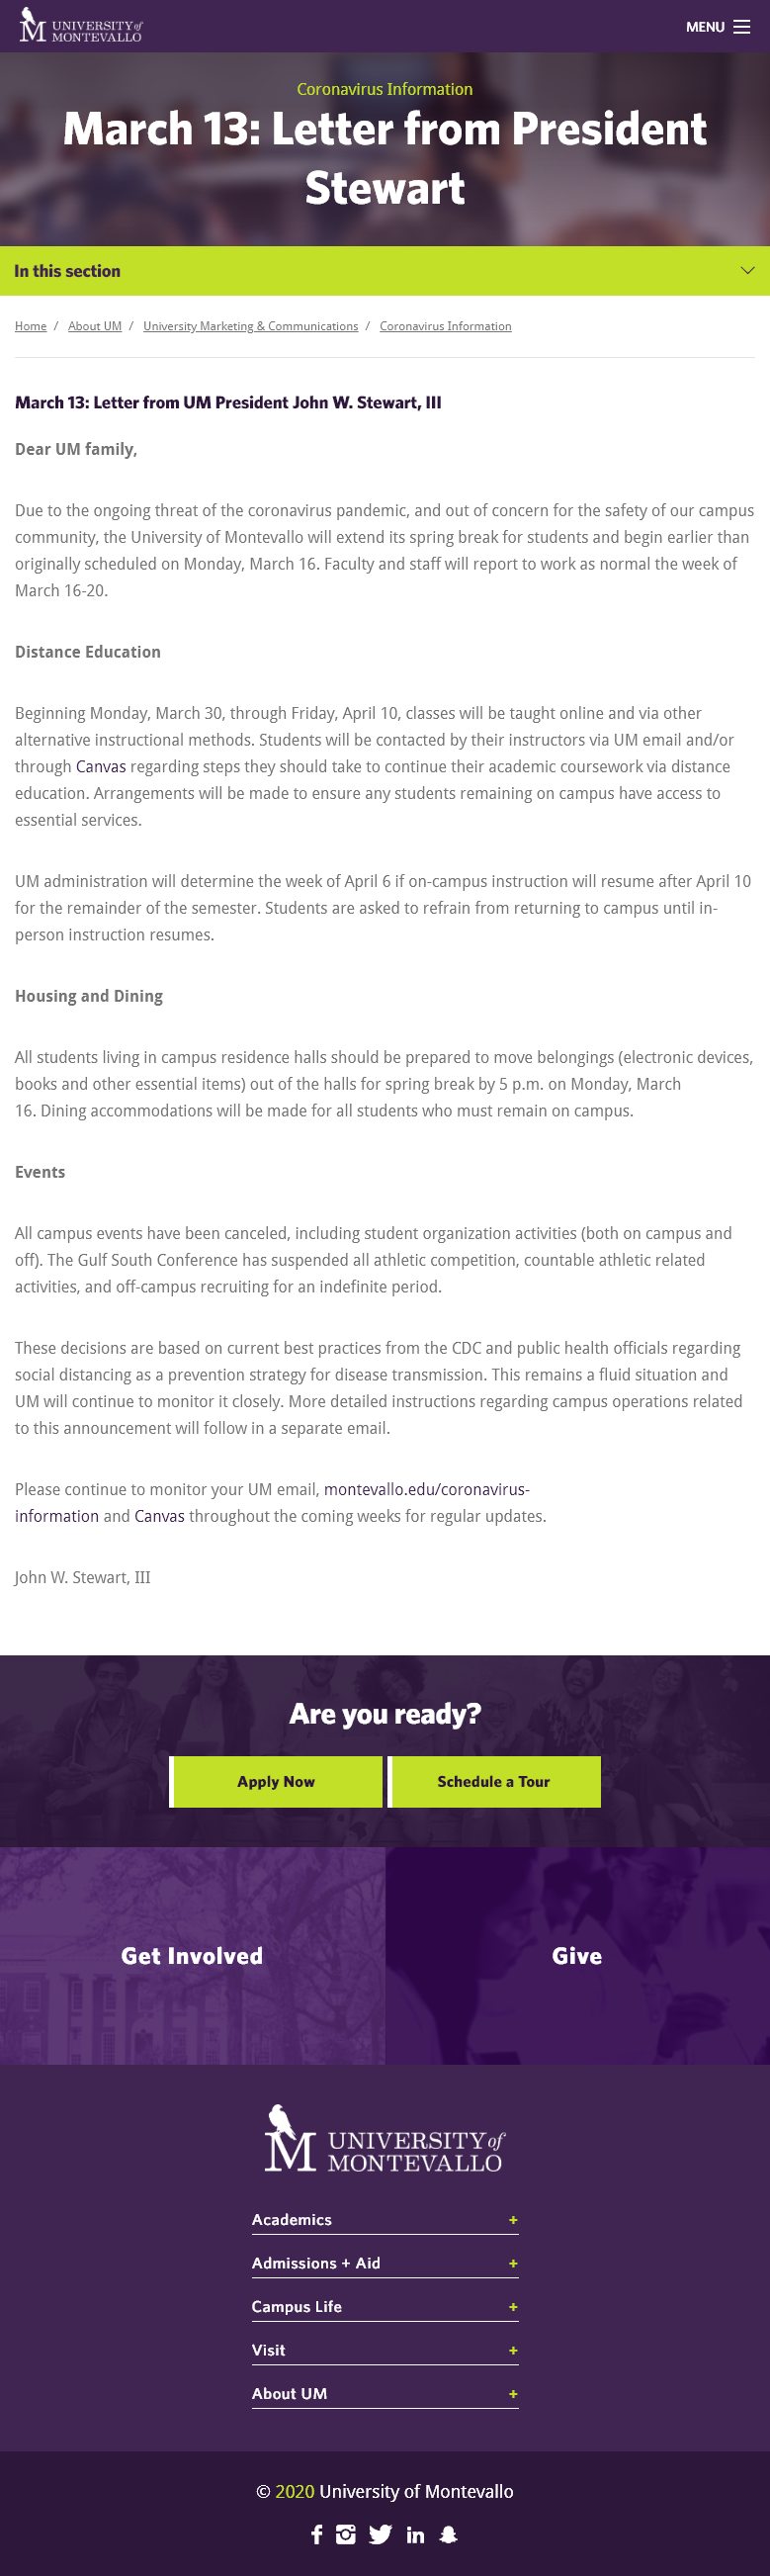 UNIVERSITY of
MONTEVALLO
MENU
Coronavirus Information
March 13: Letter from President
Stewart
In this section
Home / About UM / University Marketing & Communications / Coronavirus Information
March 13: Letter from UM President John W. Stewart, III
Dear UM family,
Due to the ongoing threat of the coronavirus pandemic, and out of concern for the safety of our campus
community, the University of Montevallo will extend its spring break for students and begin earlier than
originally scheduled on Monday, March 16. Faculty and staff will report to work as normal the week of
March 16-20.
Distance Education
Beginning Monday, March 30, through Friday, April 10, classes will be taught online and via other
alternative instructional methods. Students will be contacted by their instructors via UM email and/or
through Canvas regarding steps they should take to continue their academic coursework via distance
education. Arrangements will be made to ensure any students remaining on campus have access to
essential services.
UM administration will determine the week of April 6 if on-campus instruction will resume after April 10
for the remainder of the semester. Students are asked to refrain from returning to campus until in-
person instruction resumes.
Housing and Dining
All students living in campus residence halls should be prepared to move belongings (electronic devices,
books and other essential items) out of the halls for spring break by 5 p.m. on Monday, March
16. Dining accommodations will be made for all students who must remain on campus.
Events
All campus events have been canceled, including student organization activities (both on campus and
off). The Gulf South Conference has suspended all athletic competition, countable athletic related
activities, and off-campus recruiting for an indefinite period.
These decisions are based on current best practices from the CDC and public health officials regarding
social distancing as a prevention strategy for disease transmission. This remains a fluid situation and
UM will continue to monitor it closely. More detailed instructions regarding campus operations related
to this announcement will follow in a separate email.
Please continue to monitor your UM email, montevallo.edu/coronavirus-
information and Canvas throughout the coming weeks for regular updates.
John W. Stewart, III
Are you ready?
Apply Now Schedule a Tour
Get Involved Give
UNIVERSITY of
MONTEVALLO
Academics +
Admissions + Aid +
Campus Life +
Visit +
About UM +
© 2020 University of Montevallo